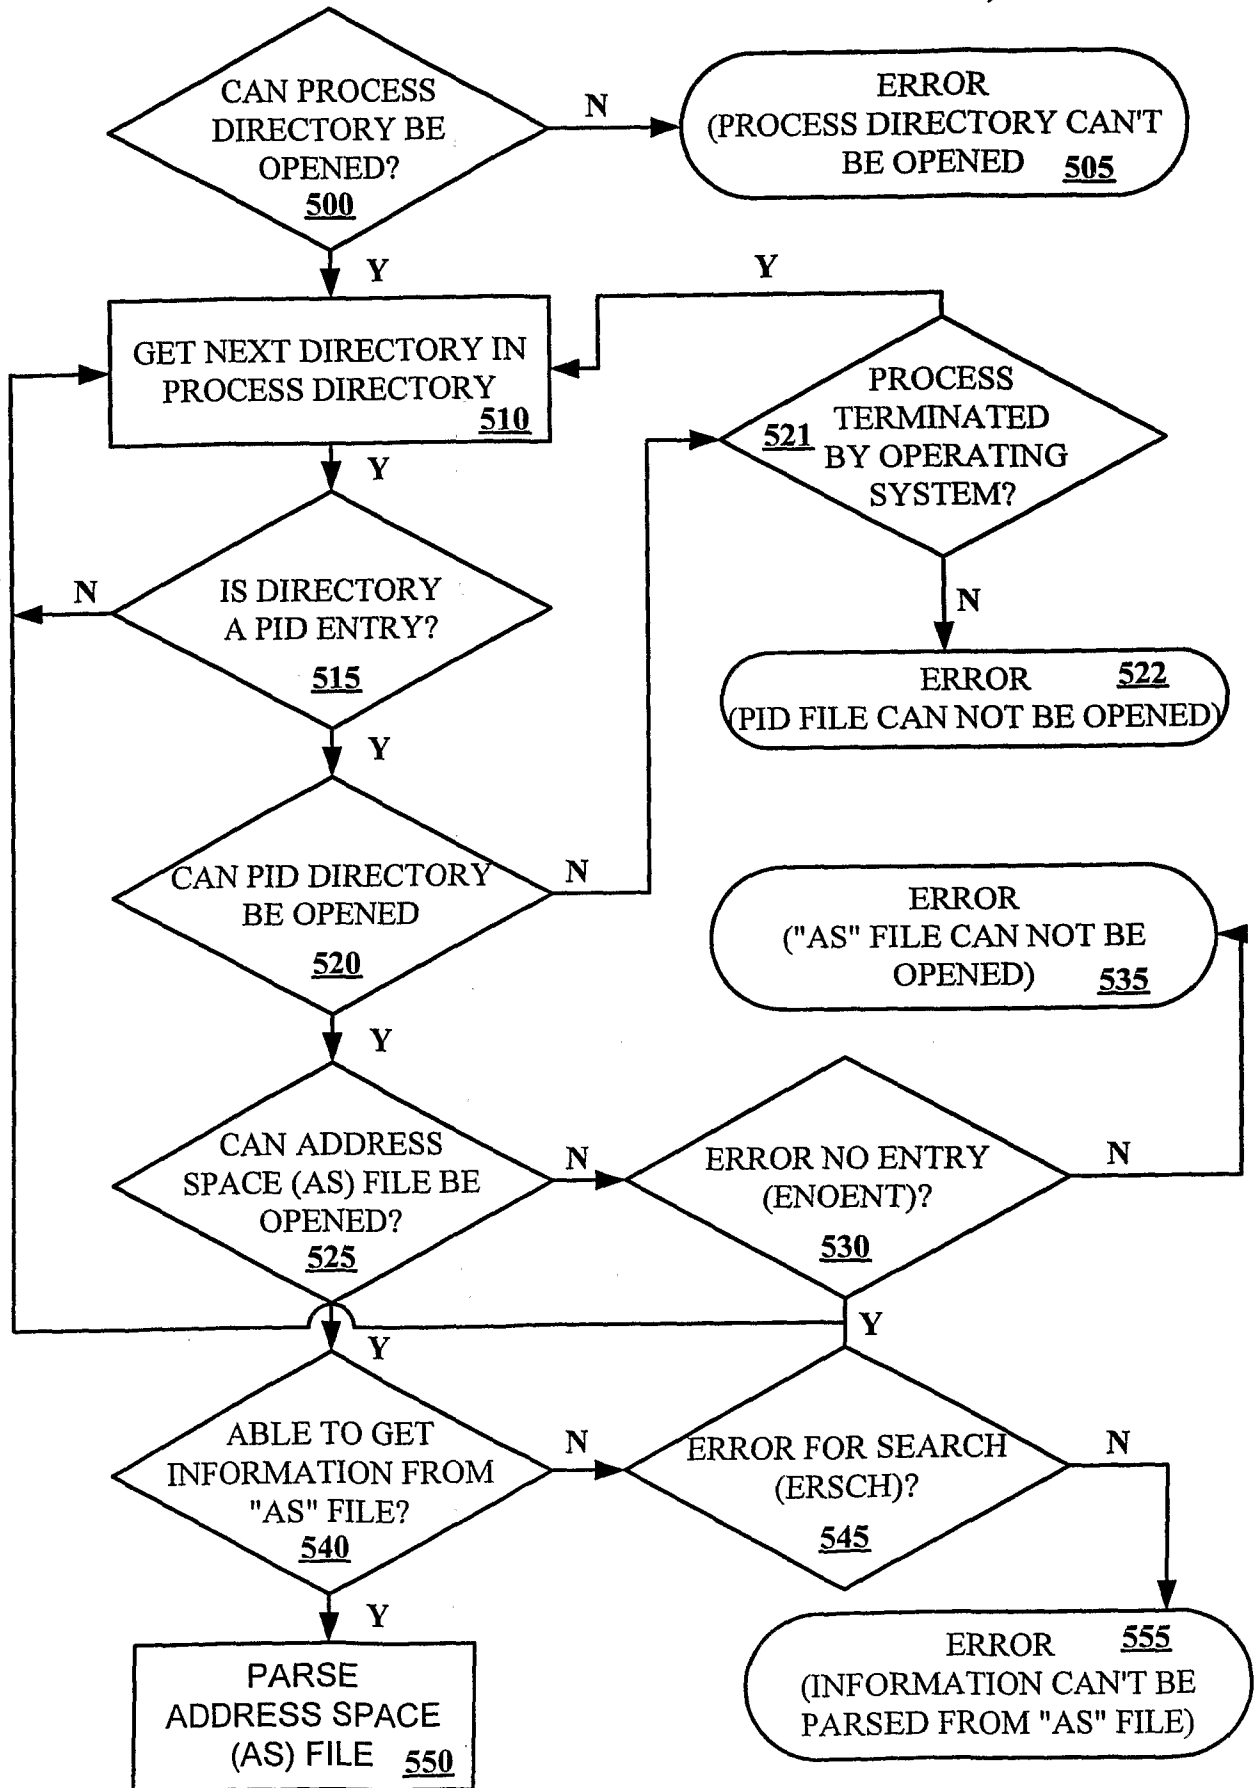 CAN PROCESS
DIRECTORY BE
OPENED?
500
N
ERROR
(PROCESS DIRECTORY CAN'T
BE OPENED 505
Y
Y
GET NEXT DIRECTORY IN
PROCESS DIRECTORY
510
PROCESS
TERMINATED
521
BY OPERATING
SYSTEM?
Y
N
IS DIRECTORY
A PID ENTRY?
515
N
ERROR 522
(PID FILE CAN NOT BE OPENED)
Y
CAN PID DIRECTORY
BE OPENED
520
N
ERROR
("AS" FILE CAN NOT BE
OPENED) 535
Y
CAN ADDRESS
SPACE (AS) FILE BE
OPENED?
525
N
ERROR NO ENTRY
(ENOENT)?
530
N
Y
Y
ABLE TO GET
INFORMATION FROM
"AS" FILE?
540
N
ERROR FOR SEARCH
(ERSCH)?
545
N
Y
PARSE
ADDRESS SPACE
(AS) FILE 550
ERROR 555
(INFORMATION CAN'T BE
PARSED FROM "AS" FILE)